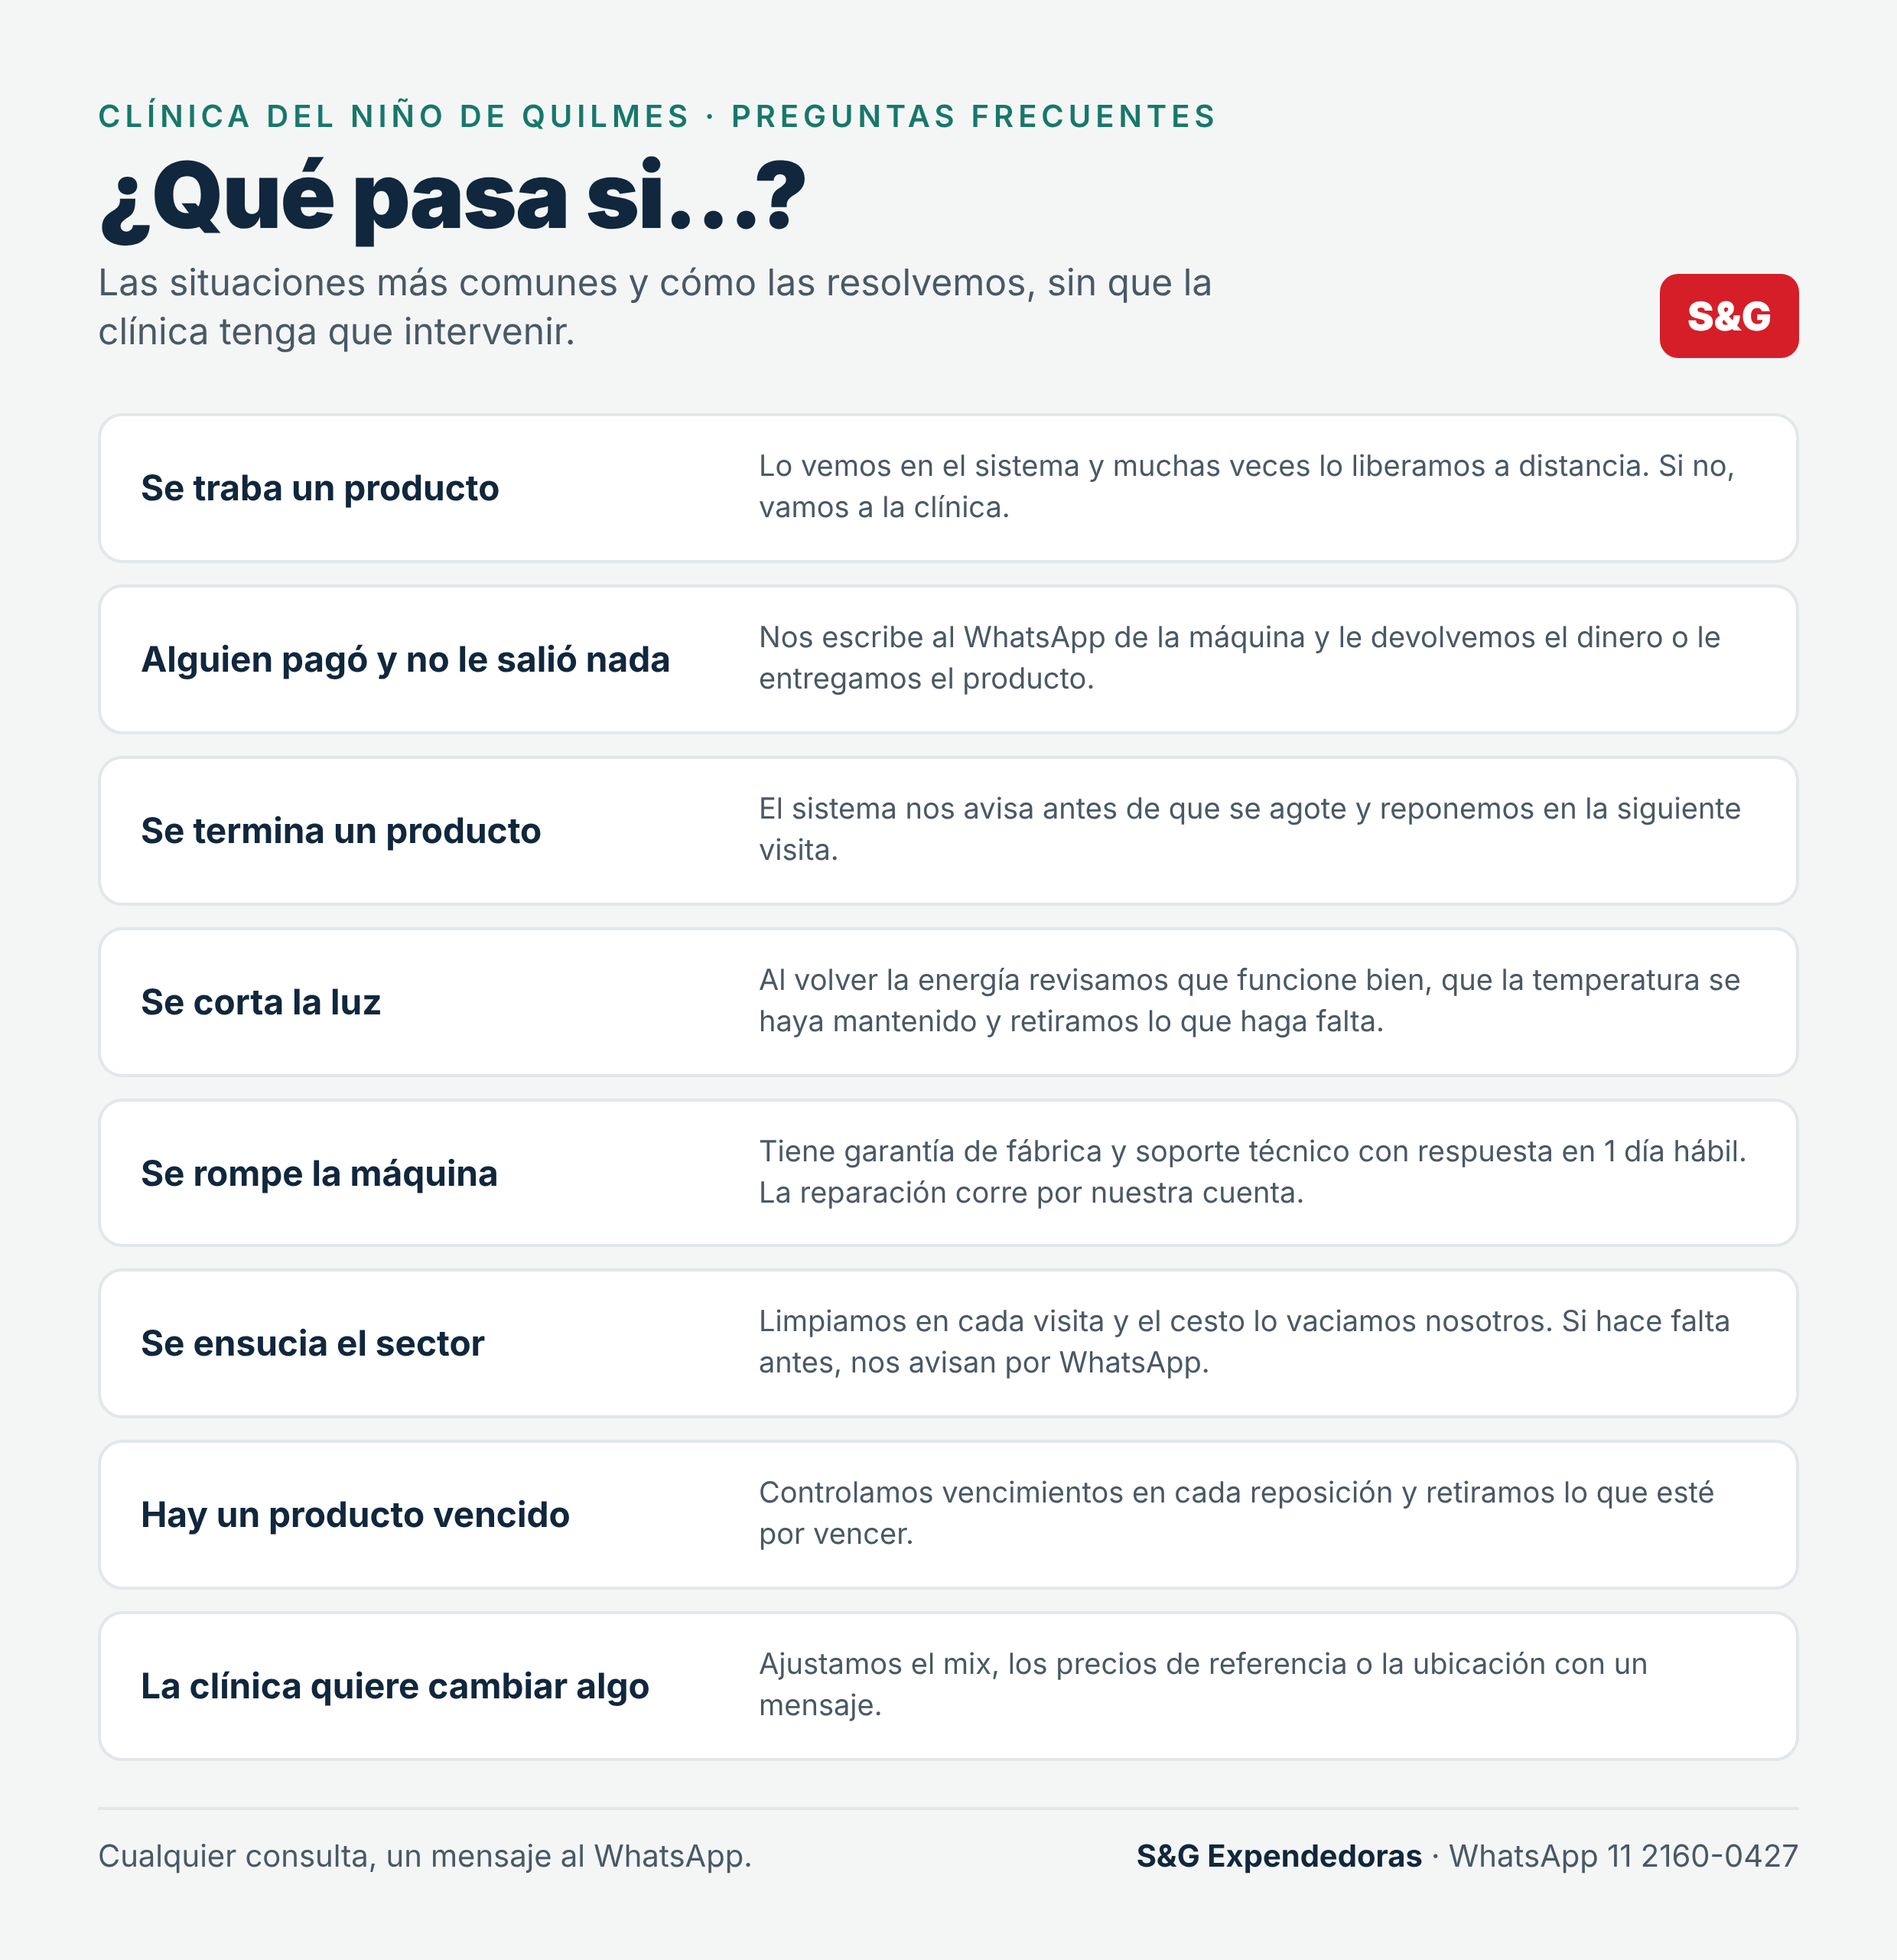 CLÍNICA DEL NIÑO DE QUILMES · PREGUNTAS FRECUENTES
¿Qué pasa si...?
Las situaciones más comunes y cómo las resolvemos, sin que la
clínica tenga que intervenir.
S&G
Se traba un producto
Lo vemos en el sistema y muchas veces lo liberamos a distancia. Si no,
vamos a la clínica.
Alguien pagó y no le salió nada
Nos escribe al WhatsApp de la máquina y le devolvemos el dinero o le
entregamos el producto.
Se termina un producto
El sistema nos avisa antes de que se agote y reponemos en la siguiente
visita.
Se corta la luz
Al volver la energía revisamos que funcione bien, que la temperatura se
haya mantenido y retiramos lo que haga falta.
Se rompe la máquina
Tiene garantía de fábrica y soporte técnico con respuesta en 1 día hábil.
La reparación corre por nuestra cuenta.
Se ensucia el sector
Limpiamos en cada visita y el cesto lo vaciamos nosotros. Si hace falta
antes, nos avisan por WhatsApp.
Hay un producto vencido
Controlamos vencimientos en cada reposición y retiramos lo que esté
por vencer.
La clínica quiere cambiar algo
Ajustamos el mix, los precios de referencia o la ubicación con un
mensaje.
Cualquier consulta, un mensaje al WhatsApp.
S&G Expendedoras · WhatsApp 11 2160-0427